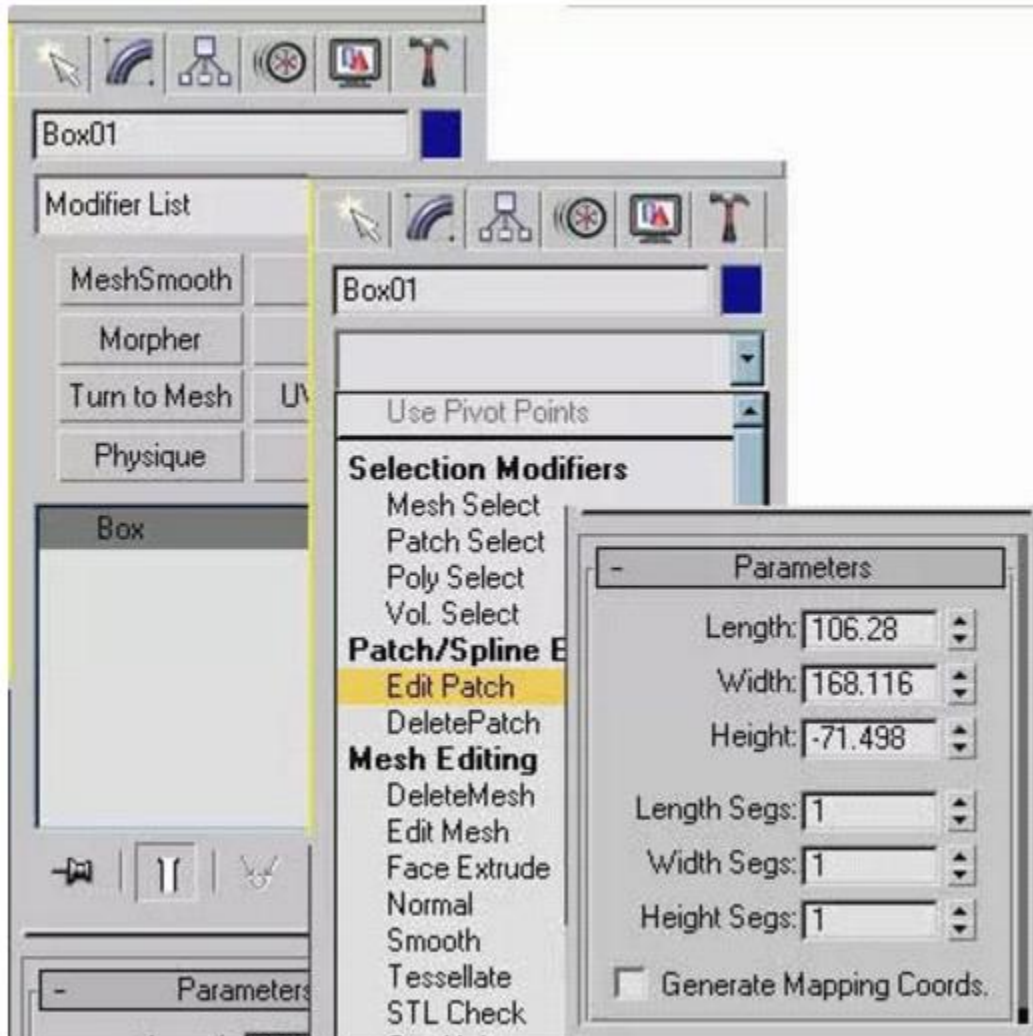 Box01
Modifier List
MeshSmooth
Morpher
Turn to Mesh
UV
Physique
Box
Parameters
Box01
Use Pivot Points
Selection Modifiers
Mesh Select
Patch Select
Poly Select
Vol. Select
Patch/Spline E
Edit Patch
DeletePatch
Mesh Editing
DeleteMesh
Edit Mesh
Face Extrude
Normal
Smooth
Tessellate
STL Check
- Parameters
Length: 106.28
Width: 168.116
Height: -71.498
Length Segs: 1
Width Segs: 1
Height Segs: 1
Generate Mapping Coords.